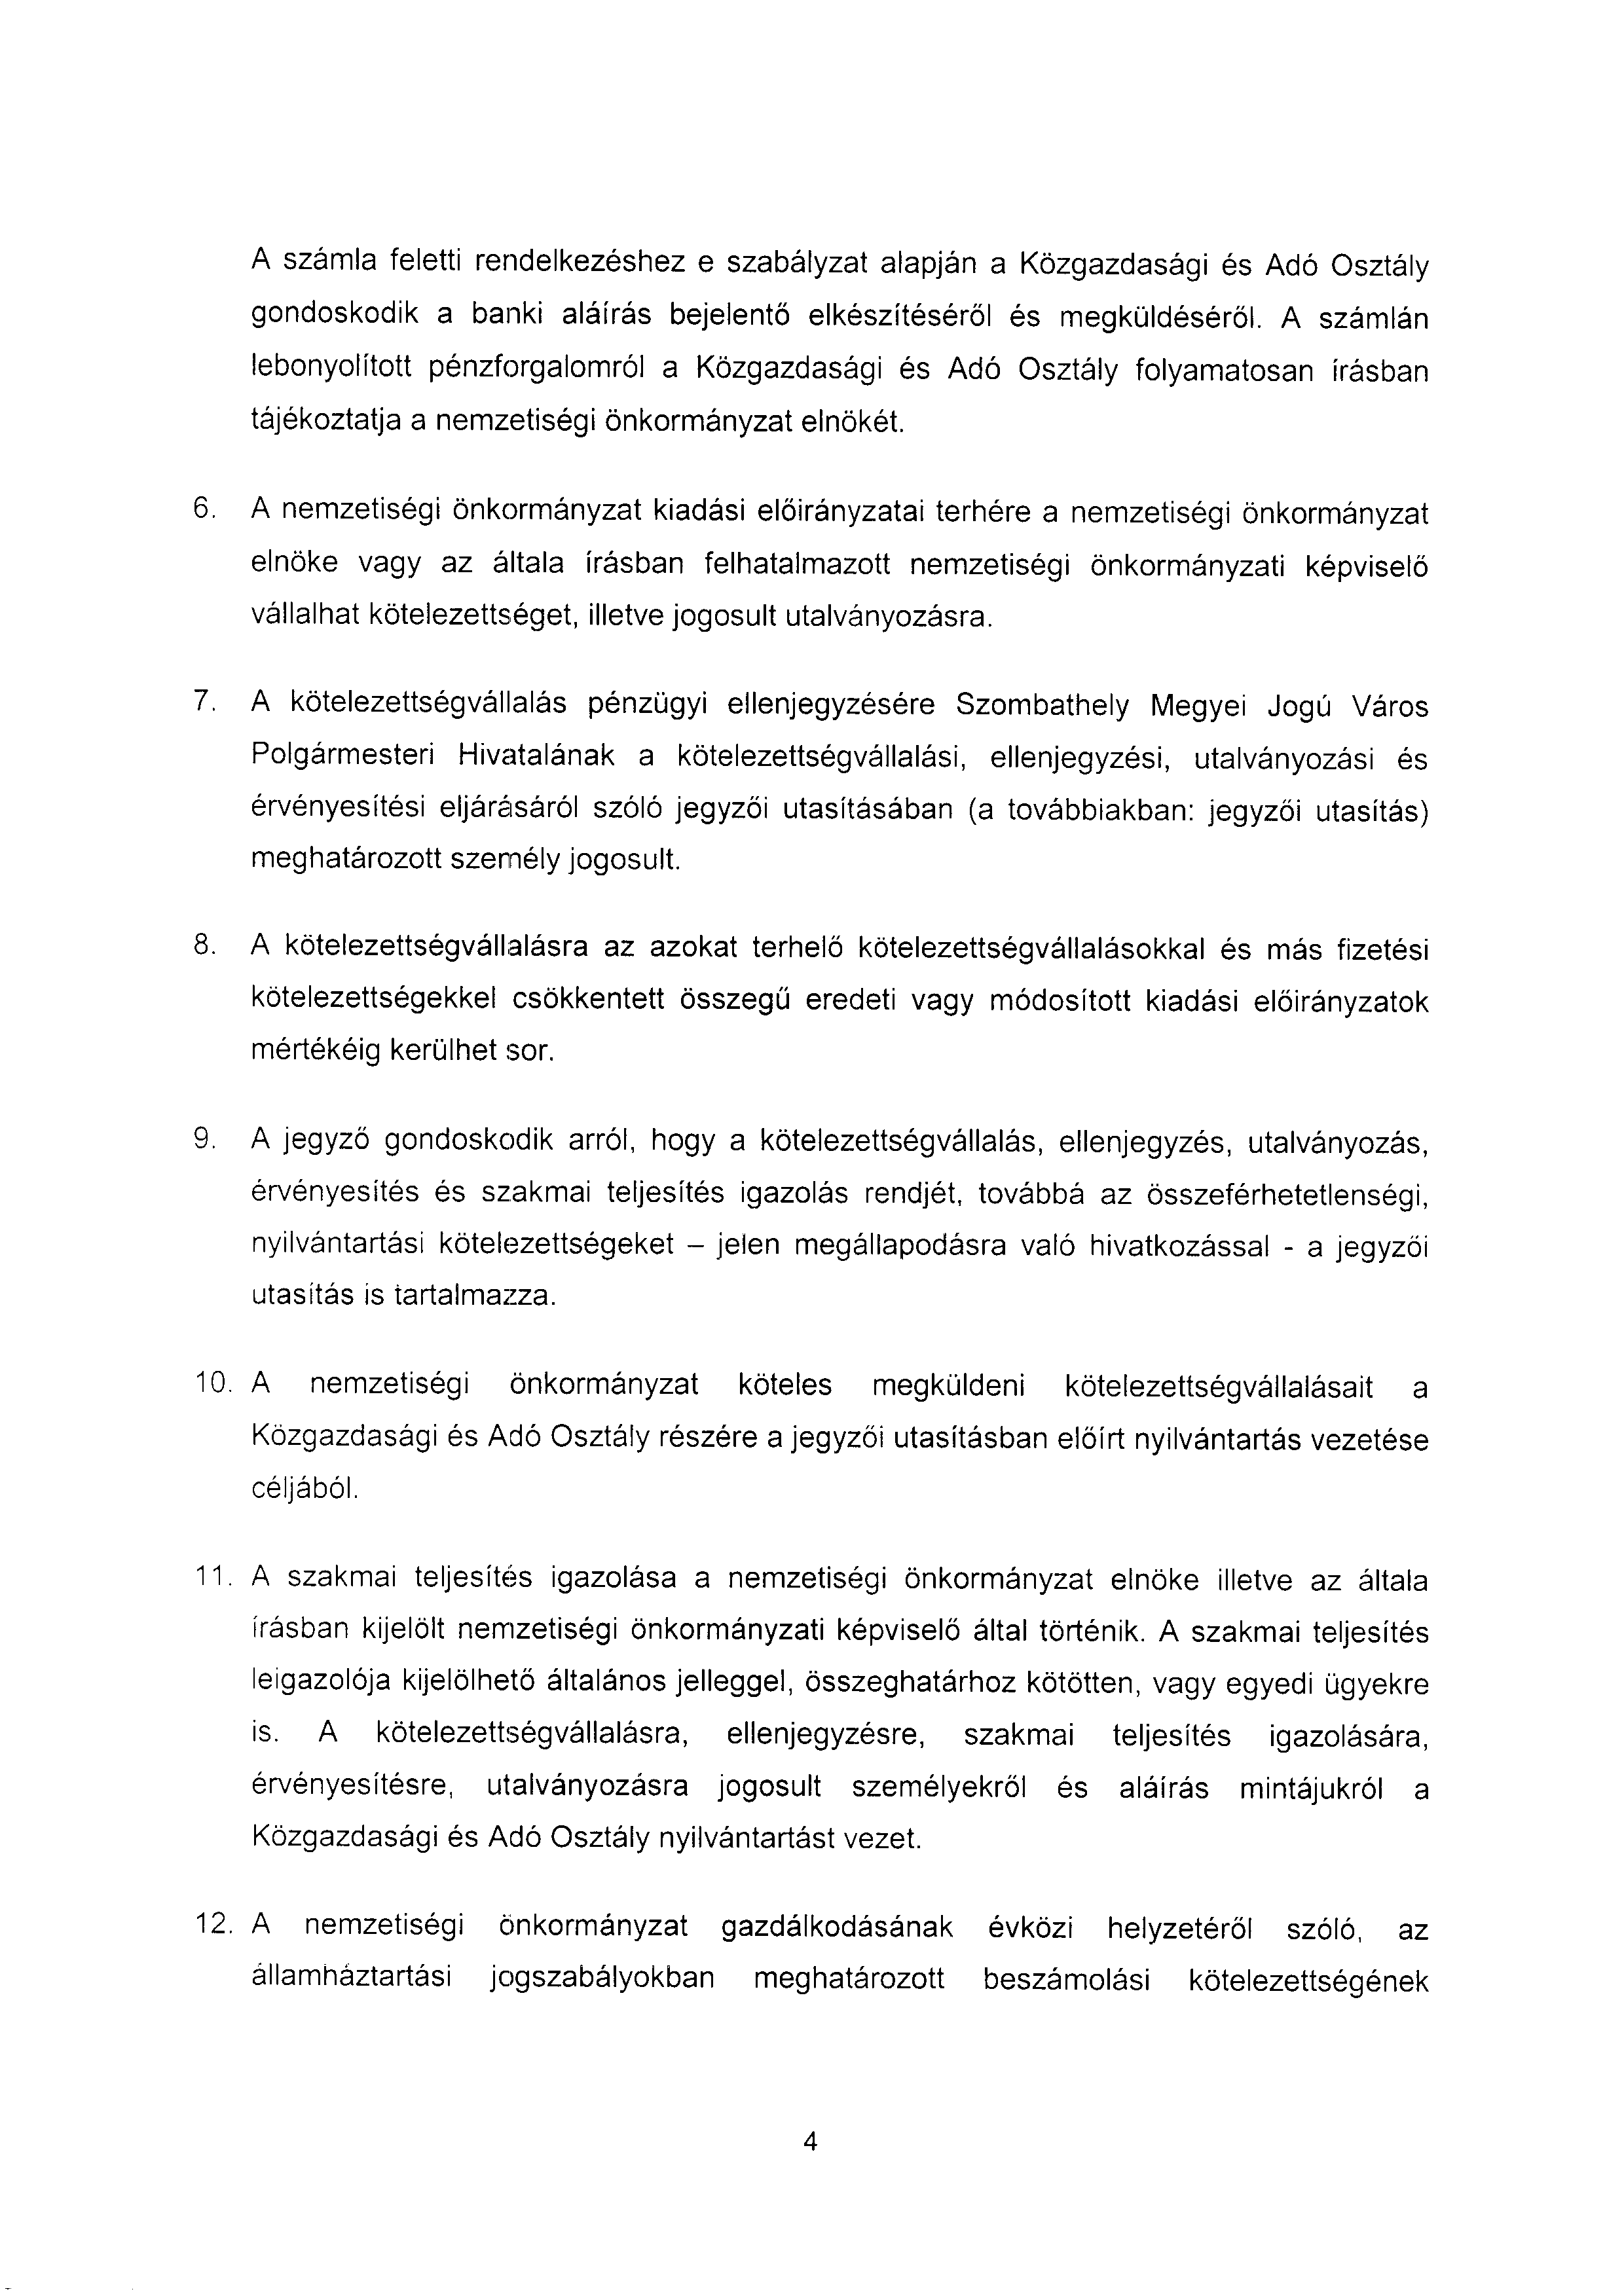 A számla feletti rendelkezéshez e szabályzat alapján a Közgazdasági és Adó Osztály
gondoskodik a banki aláírás bejelentő elkészítéséről és megküldéséről. A számlán
lebonyolított pénzforgalomról a Közgazdasági és Adó Osztály folyamatosan írásban
tájékoztatja a nemzetiségi önkormányzat elnökét.
6. A nemzetiségi önkormányzat kiadási előirányzatai terhére a nemzetiségi önkormányzat
elnöke vagy az általa írásban felhatalmazott nemzetiségi önkormányzati képviselő
vállalhat kötelezettséget, illetve jogosult utalványozásra.
7. A kötelezettségvállalás pénzügyi ellenjegyzésére Szombathely Megyei Jogú Város
Polgármesteri Hivatalának a kötelezettségvállalási, ellenjegyzési, utalványozási és
érvényesítési eljárásáról szóló jegyzői utasításában (a továbbiakban: jegyzői utasítás)
meghatározott személy jogosult.
8. A kötelezettségvállalásra az azokat terhelő kötelezettségvállalásokkal és más fizetési
kötelezettségekkel csökkentett összegű eredeti vagy módosított kiadási előirányzatok
mértékéig kerülhet sor.
9. A jegyző gondoskodik arról, hogy a kötelezettségvállalás, ellenjegyzés, utalványozás,
érvényesítés és szakmai teljesítés igazolás rendjét, továbbá az összeférhetetlenségi,
nyilvántartási kötelezettségeket – jelen megállapodásra való hivatkozással - a jegyzői
utasítás is tartalmazza.
10. A nemzetiségi önkormányzat köteles megküldeni kötelezettségvállalásait a
Közgazdasági és Adó Osztály részére a jegyzői utasításban előírt nyilvántartás vezetése
céljából.
11. A szakmai teljesítés igazolása a nemzetiségi önkormányzat elnöke illetve az általa
írásban kijelölt nemzetiségi önkormányzati képviselő által történik. A szakmai teljesítés
leigazolója kijelölhető általános jelleggel, összeghatárhoz kötötten, vagy egyedi ügyekre
is. A kötelezettségvállalásra, ellenjegyzésre, szakmai teljesítés igazolására,
érvényesítésre, utalványozásra jogosult személyekről és aláírás mintájukról a
Közgazdasági és Adó Osztály nyilvántartást vezet.
12. A nemzetiségi önkormányzat gazdálkodásának évközi helyzetéről szóló, az
államháztartási jogszabályokban meghatározott beszámolási kötelezettségének
4